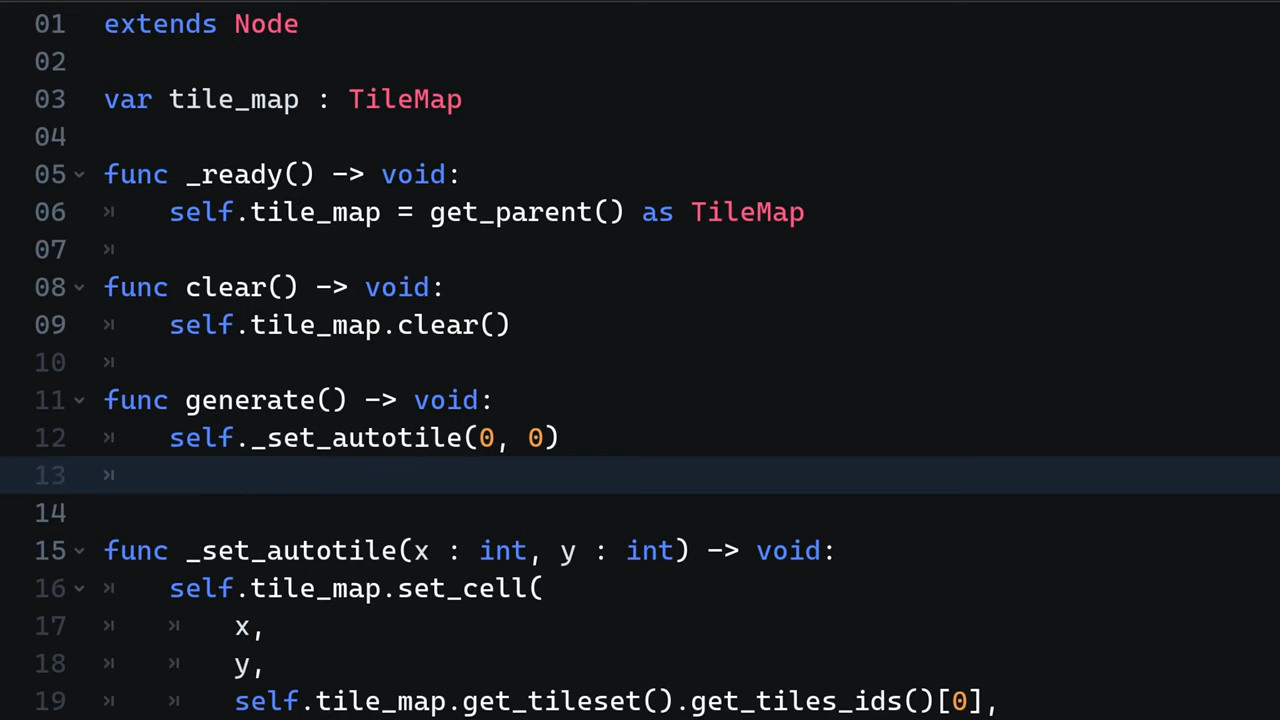 01 extends Node
02
03 var tile_map : TileMap
04
05 func _ready() -> void:
06 self.tile_map = get_parent() as TileMap
07
08 func clear() -> void:
09 self.tile_map.clear()
10
11 func generate() -> void:
12 self._set_autotile(0, 0)
13
14
15 func _set_autotile(x : int, y : int) -> void:
16 self.tile_map.set_cell(
17 x,
18 y,
19 self.tile_map.get_tileset().get_tiles_ids()[0],